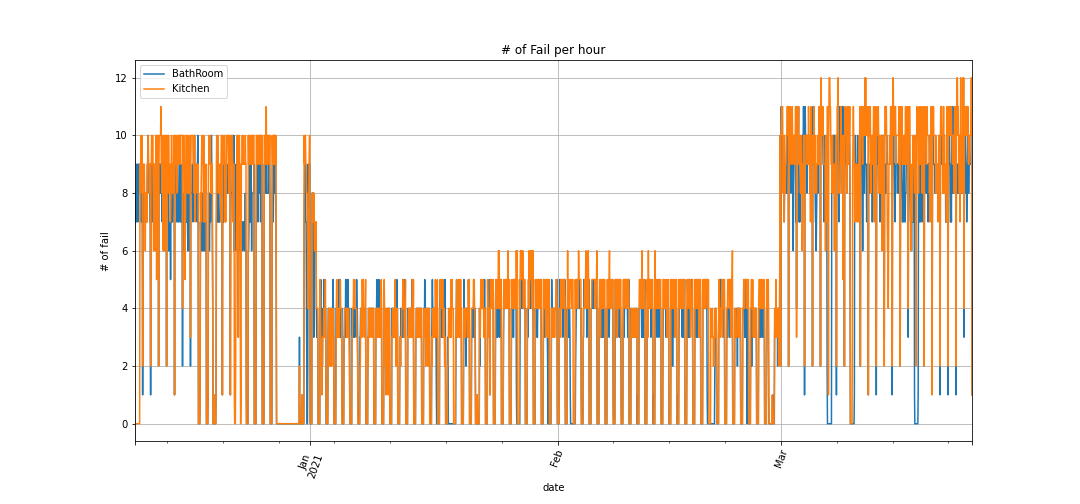 # of Fail per hour
BathRoom
Kitchen
# of fail
12
10
8
6
4
2
0
Jan
2021
Feb
Mar
date